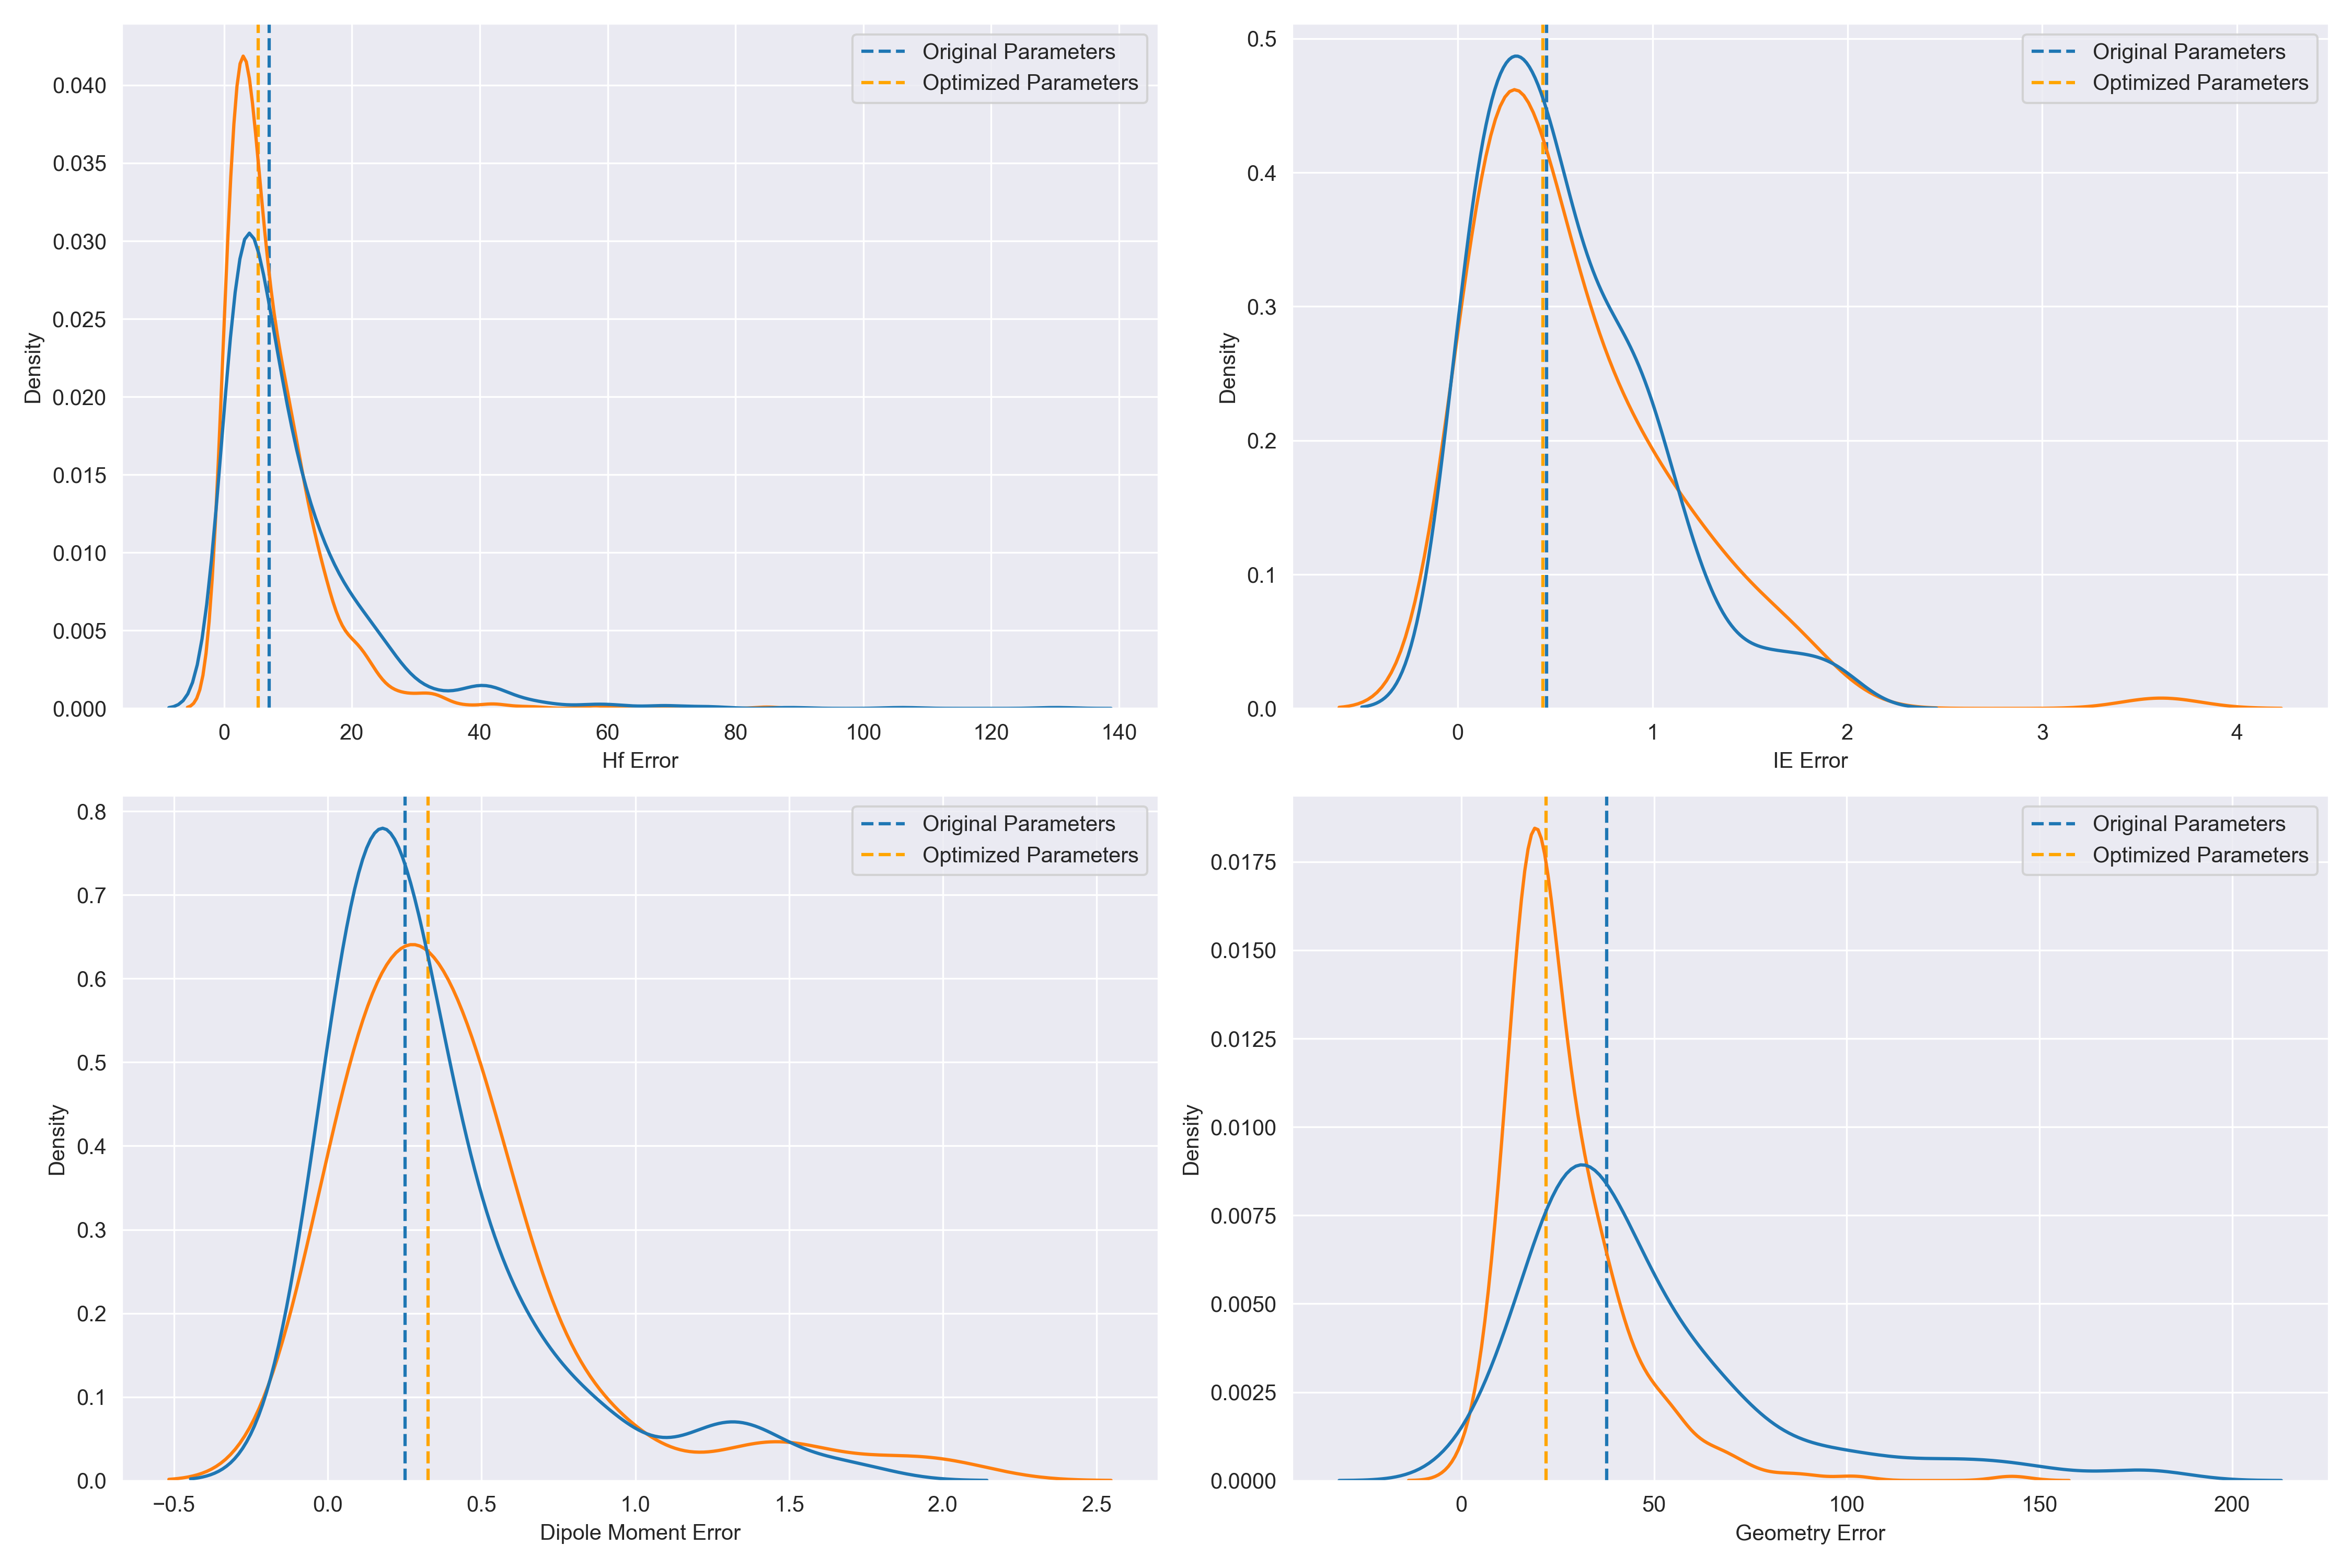 Original Parameters
Optimized Parameters
0.040
0.035
0.030
0.025
0.020
0.015
0.010
0.005
0.000
Density
0 20 40 60 80 100 120 140
Hf Error
Original Parameters
Optimized Parameters
0.5
0.4
0.3
0.2
0.1
0.0
Density
0 1 2 3 4
IE Error
Original Parameters
Optimized Parameters
0.8
0.7
0.6
0.5
0.4
0.3
0.2
0.1
0.0
Density
−0.5 0.0 0.5 1.0 1.5 2.0 2.5
Dipole Moment Error
Original Parameters
Optimized Parameters
0.0175
0.0150
0.0125
0.0100
0.0075
0.0050
0.0025
0.0000
Density
0 50 100 150 200
Geometry Error